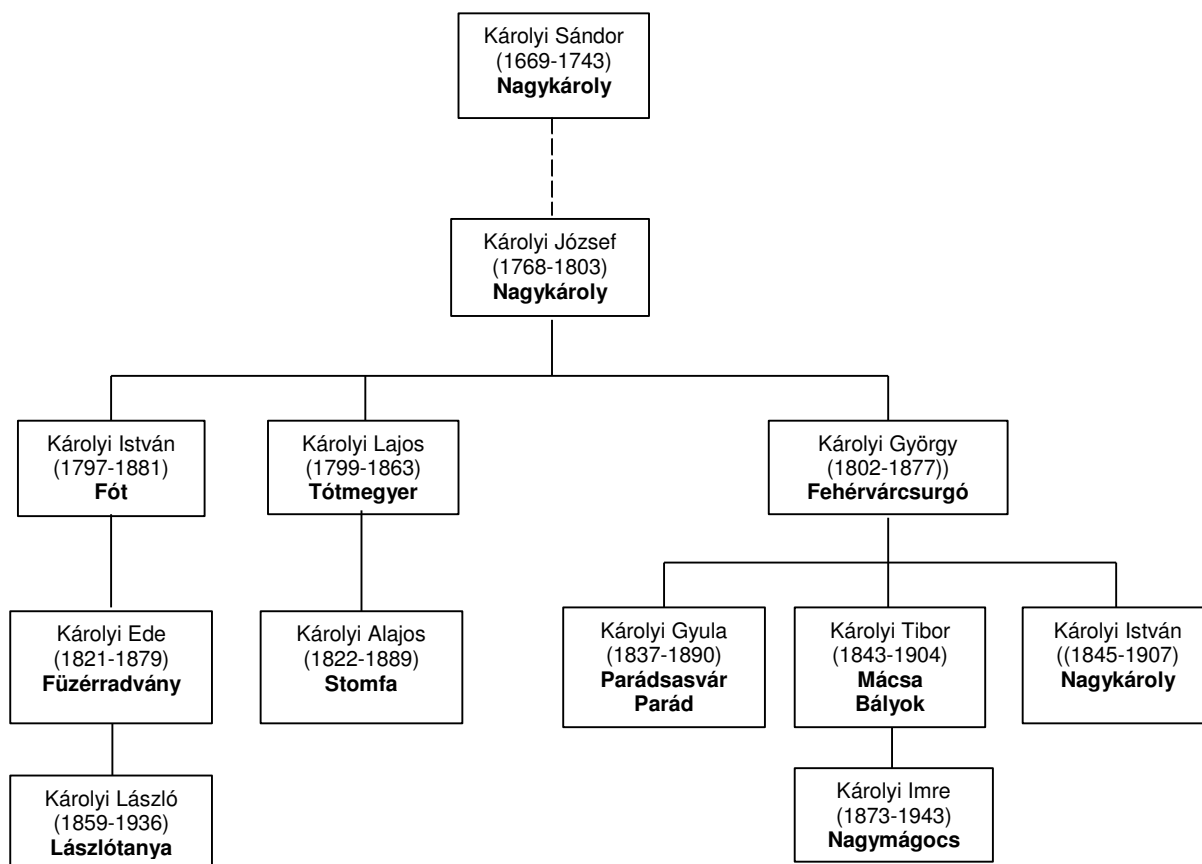 Károlyi Sándor
(1669-1743)
Nagykároly
Károlyi József
(1768-1803)
Nagykároly
Károlyi István
(1797-1881)
Fót
Károlyi Lajos
(1799-1863)
Tótmegyer
Károlyi György
(1802-1877))
Fehérvárcsurgó
Károlyi Ede
(1821-1879)
Füzérradvány
Károlyi Alajos
(1822-1889)
Stomfa
Károlyi Gyula
(1837-1890)
Parádsasvár
Parád
Károlyi Tibor
(1843-1904)
Mácsa
Bályok
Károlyi István
((1845-1907)
Nagykároly
Károlyi László
(1859-1936)
Lászlótanya
Károlyi Imre
(1873-1943)
Nagymágocs